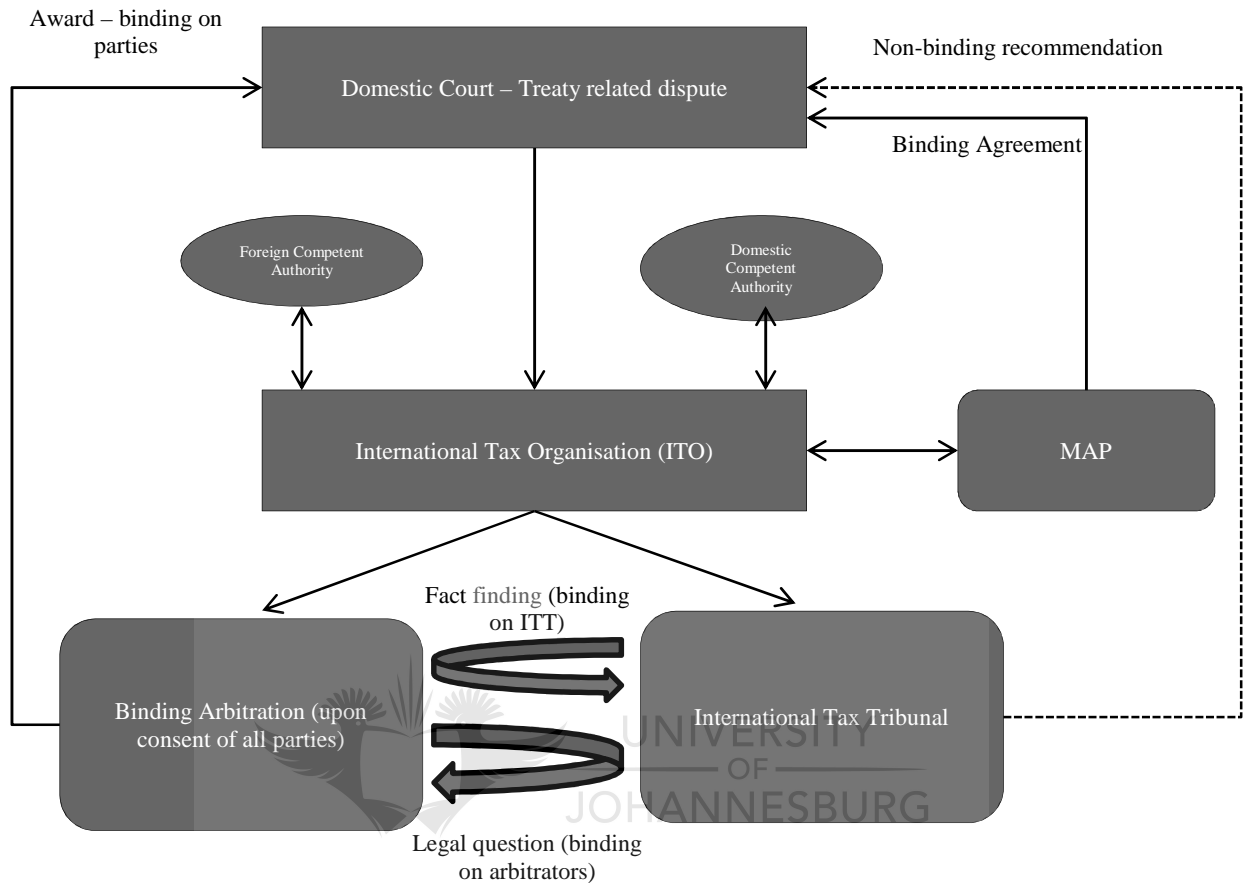 Award – binding on
parties
Non-binding recommendation
Domestic Court – Treaty related dispute
Binding Agreement
Foreign Competent
Authority
Domestic
Competent
Authority
International Tax Organisation (ITO)
MAP
Fact finding (binding
on ITT)
Binding Arbitration (upon
consent of all parties)
International Tax Tribunal
UNIVERSITY
OF
JOHANNESBURG
Legal question (binding
on arbitrators)